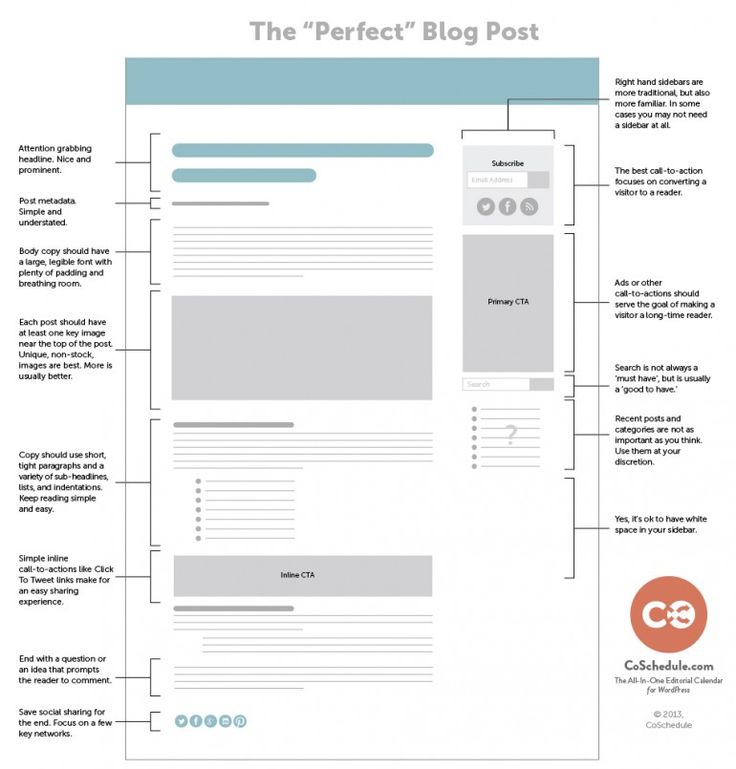 The “Perfect” Blog Post
Attention grabbing
headline. Nice and
prominent.
Post metadata.
Simple and
understated.
Body copy should have
a large, legible font with
plenty of padding and
breathing room.
Each post should have
at least one key image
near the top of the post.
Unique, non-stock,
images are best. More is
usually better.
Copy should use short,
tight paragraphs and a
variety of sub-headlines,
lists, and indentations.
Keep reading simple
and easy.
Simple inline
call-to-actions like Click
To Tweet links make for
an easy sharing
experience.
End with a question or
an idea that prompts
the reader to comment.
Save social sharing for
the end. Focus on a few
key networks.
Inline CTA
Subscribe
Email Address
Primary CTA
Search
?
Right hand sidebars are
more traditional, but also
more familiar. In some
cases you may not need
a sidebar at all.
The best call-to-action
focuses on converting a
visitor to a reader.
Ads or other
call-to-actions should
serve the goal of making a
visitor a long-time reader.
Search is not always a
‘must have’, but is usually
a ‘good to have.’
Recent posts and
categories are not as
important as you think.
Use them at your
discretion.
Yes, it's ok to have white
space in your sidebar.
CoSchedule.com
The All-In-One Editorial Calendar
for WordPress
© 2013,
CoSchedule